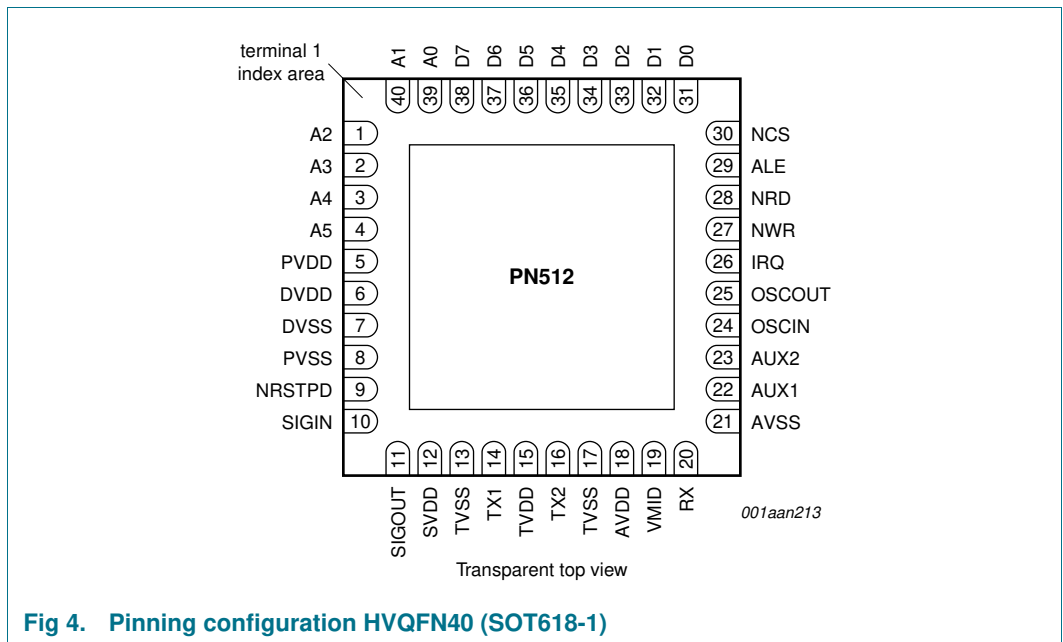 terminal 1
index area
A1 A0 D7 D6 D5 D4 D3 D2 D1 D0
40 39 38 37 36 35 34 33 32 31
A2 1
A3 2
A4 3
A5 4
PVDD 5
DVDD 6
DVSS 7
PVSS 8
NRSTPD 9
SIGIN 10
PN512
30 NCS
29 ALE
28 NRD
27 NWR
26 IRQ
25 OSCOUT
24 OSCIN
23 AUX2
22 AUX1
21 AVSS
11 12 13 14 15 16 17 18 19 20
SIGOUT SVDD TVSS TX1 TVDD TX2 TVSS AVDD VMID RX
001aan213
Transparent top view
Fig 4. Pinning configuration HVQFN40 (SOT618-1)